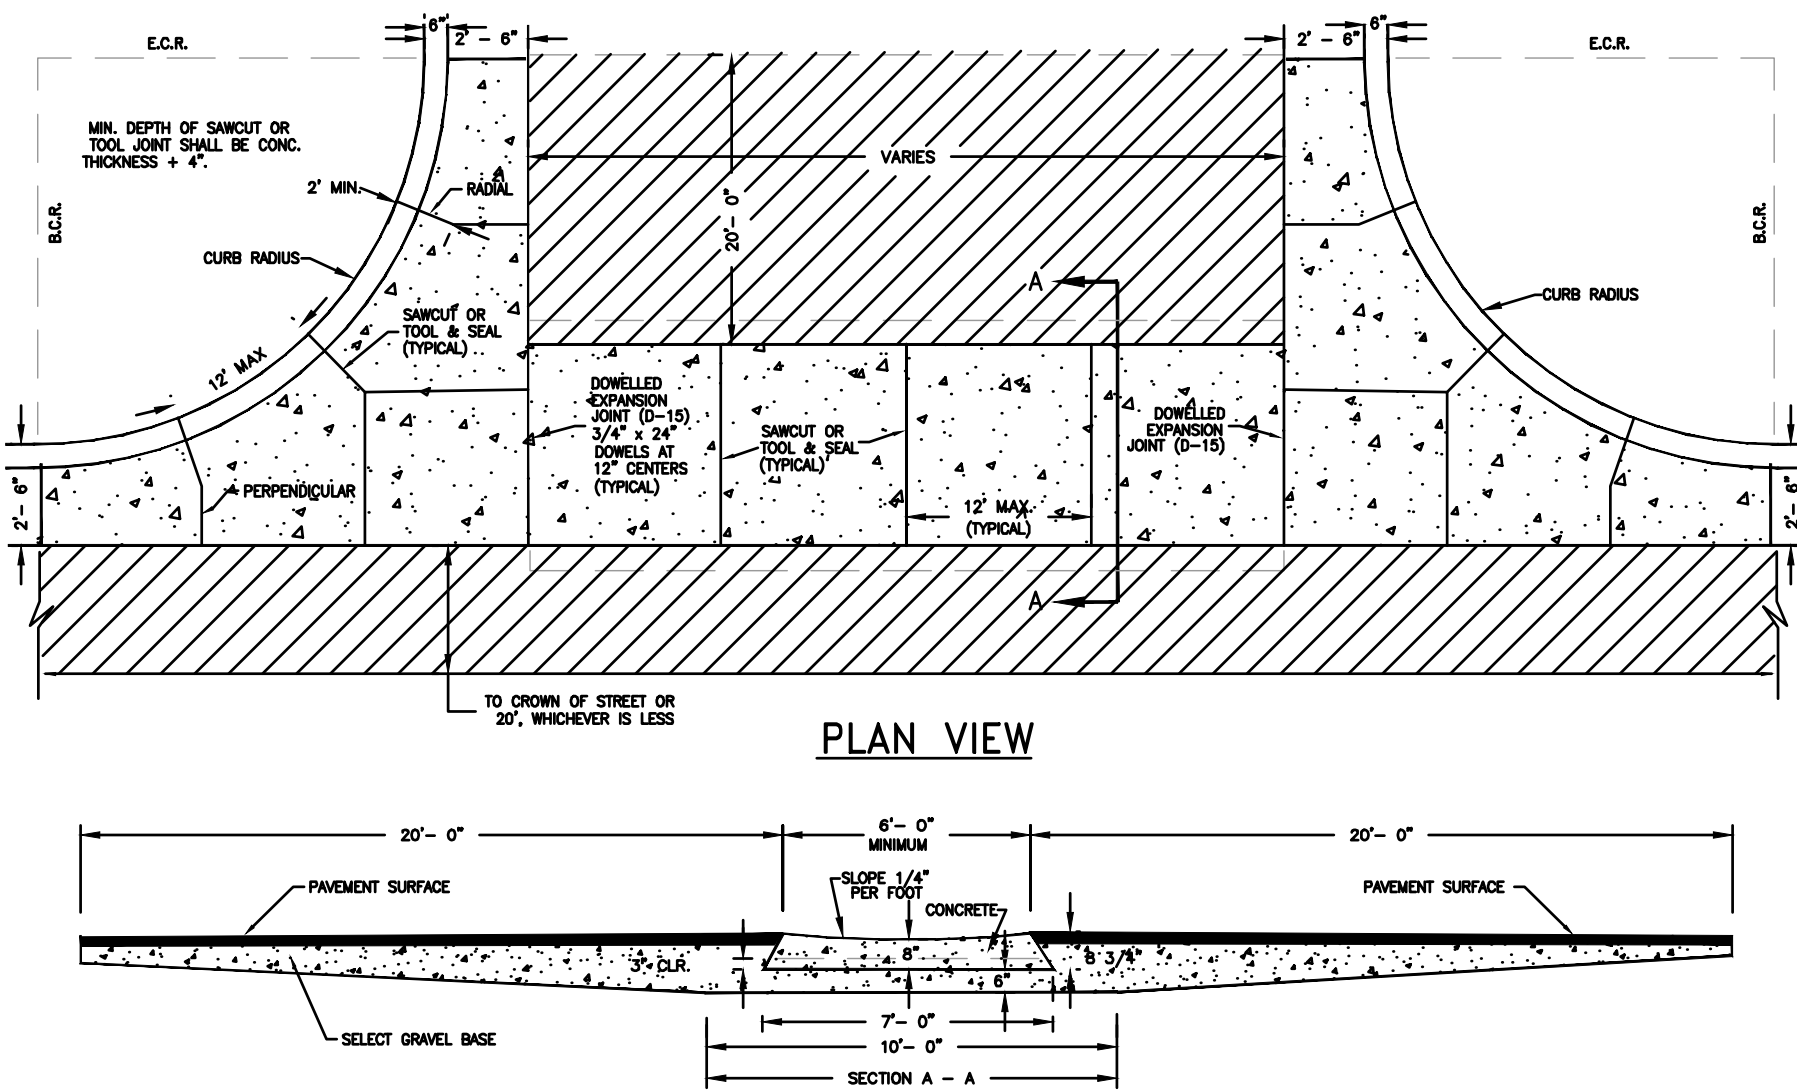 6"
2' - 6"
2' - 6"
6"
E.C.R.
E.C.R.
MIN. DEPTH OF SAWCUT OR
TOOL JOINT SHALL BE CONC.
THICKNESS + 4".
VARIES
2' MIN.
RADIAL
B.C.R.
B.C.R.
20'- 0"
CURB RADIUS
A
CURB RADIUS
SAWCUT OR
TOOL & SEAL
(TYPICAL)
12' MAX
DOWELLED
EXPANSION
JOINT (D-15)
3/4" x 24"
DOWELS AT
12" CENTERS
(TYPICAL)
SAWCUT OR
TOOL & SEAL
(TYPICAL)
DOWELLED
EXPANSION
JOINT (D-15)
2'- 6"
PERPENDICULAR
12' MAX.
(TYPICAL)
2'- 6"
A
TO CROWN OF STREET OR
20', WHICHEVER IS LESS
PLAN VIEW
20'- 0"
6'- 0"
MINIMUM
20'- 0"
PAVEMENT SURFACE
SLOPE 1/4"
PER FOOT
CONCRETE
PAVEMENT SURFACE
3" CLR.
8"
8 3/4"
6"
SELECT GRAVEL BASE
7'- 0"
10'- 0"
SECTION A - A